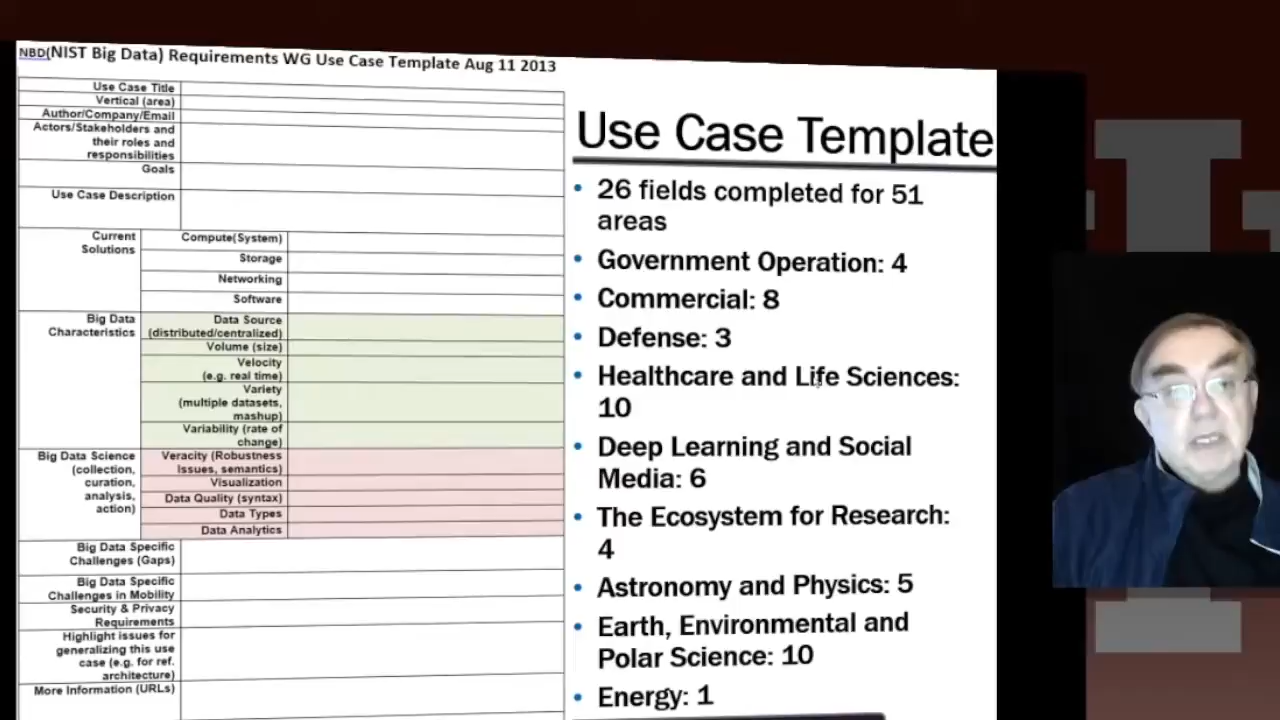 NBD(NIST Big Data) Requirements WG Use Case Template Aug 11 2013
Use Case Title
Vertical (area)
Author/Company/Email
Actors/Stakeholders and
their roles and
responsibilities
Goals
Use Case Description
Current
Solutions
Compute(System)
Storage
Networking
Software
Big Data
Characteristics
Data Source
(distributed/centralized)
Volume (size)
Velocity
(e.g. real time)
Variety
(multiple datasets,
mashup)
Variability (rate of
change)
Big Data Science
(collection,
curation,
analysis,
action)
Veracity (Robustness
Issues, semantics)
Visualization
Data Quality (syntax)
Data Types
Data Analytics
Big Data Specific
Challenges (Gaps)
Big Data Specific
Challenges in Mobility
Security & Privacy
Requirements
Highlight issues for
generalizing this use
case (e.g. for ref.
architecture)
More Information (URLs)
Use Case Template
• 26 fields completed for 51
areas
• Government Operation: 4
• Commercial: 8
• Defense: 3
• Healthcare and Life Sciences:
10
• Deep Learning and Social
Media: 6
• The Ecosystem for Research:
4
• Astronomy and Physics: 5
• Earth, Environmental and
Polar Science: 10
• Energy: 1